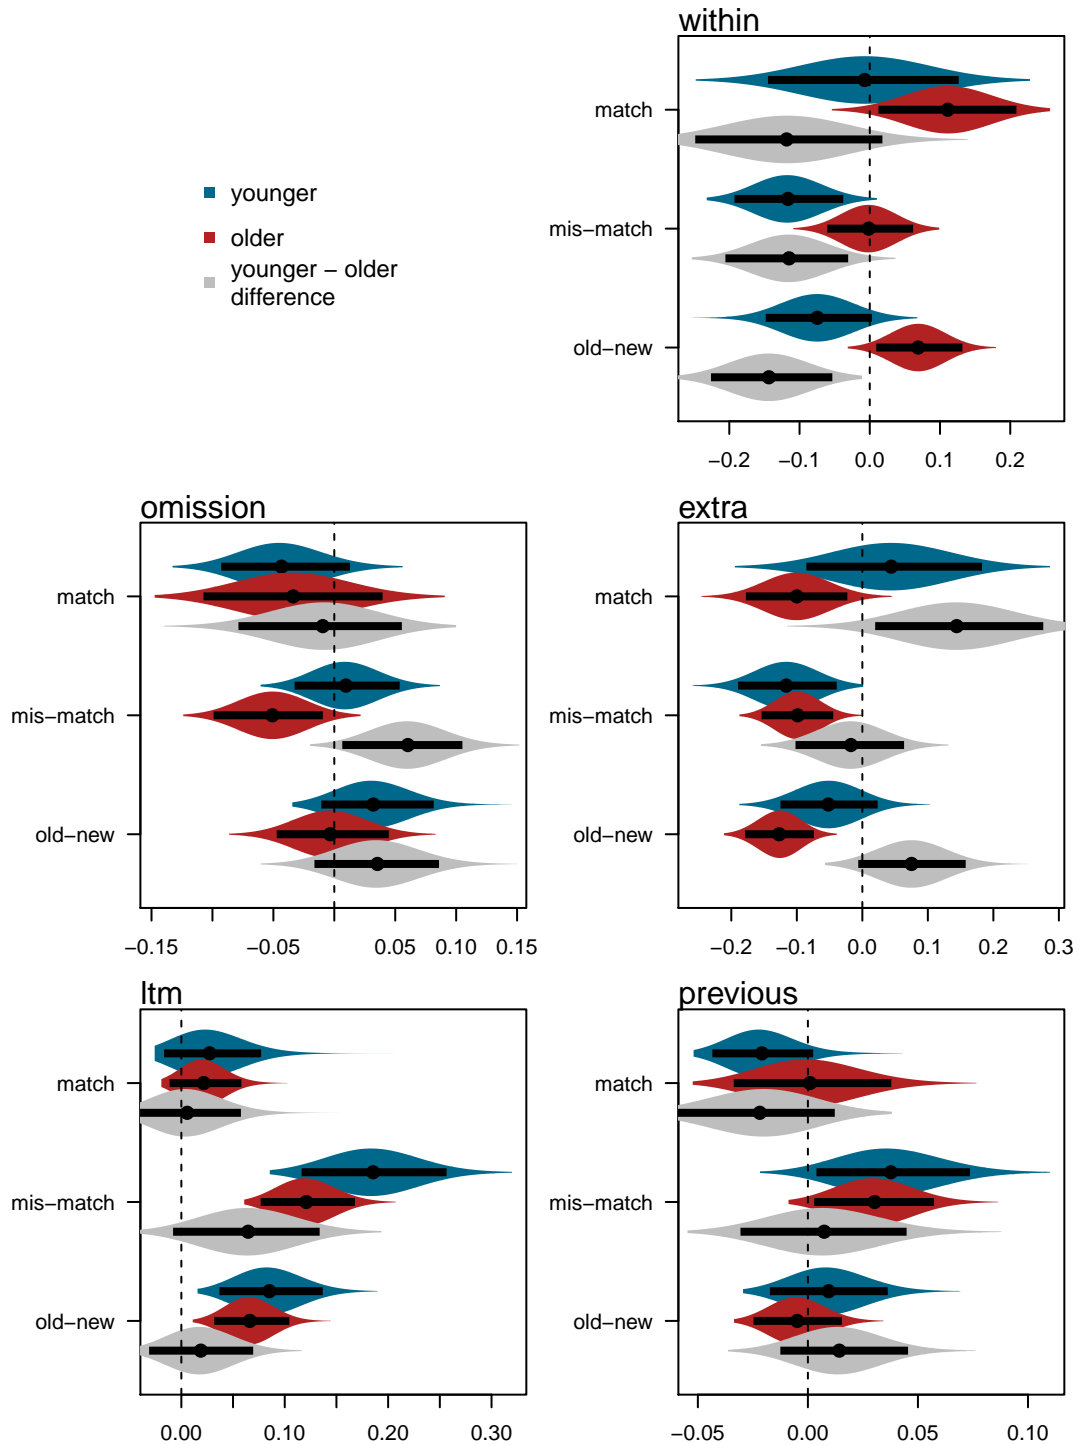 within
match
mis−match
old−new
−0.2 −0.1 0.0 0.1 0.2
younger
older
younger − older
difference
omission
match
mis−match
old−new
−0.15 −0.05 0.05 0.10 0.15
extra
match
mis−match
old−new
−0.2 −0.1 0.0 0.1 0.2 0.3
ltm
match
mis−match
old−new
0.00 0.10 0.20 0.30
previous
match
mis−match
old−new
−0.05 0.00 0.05 0.10